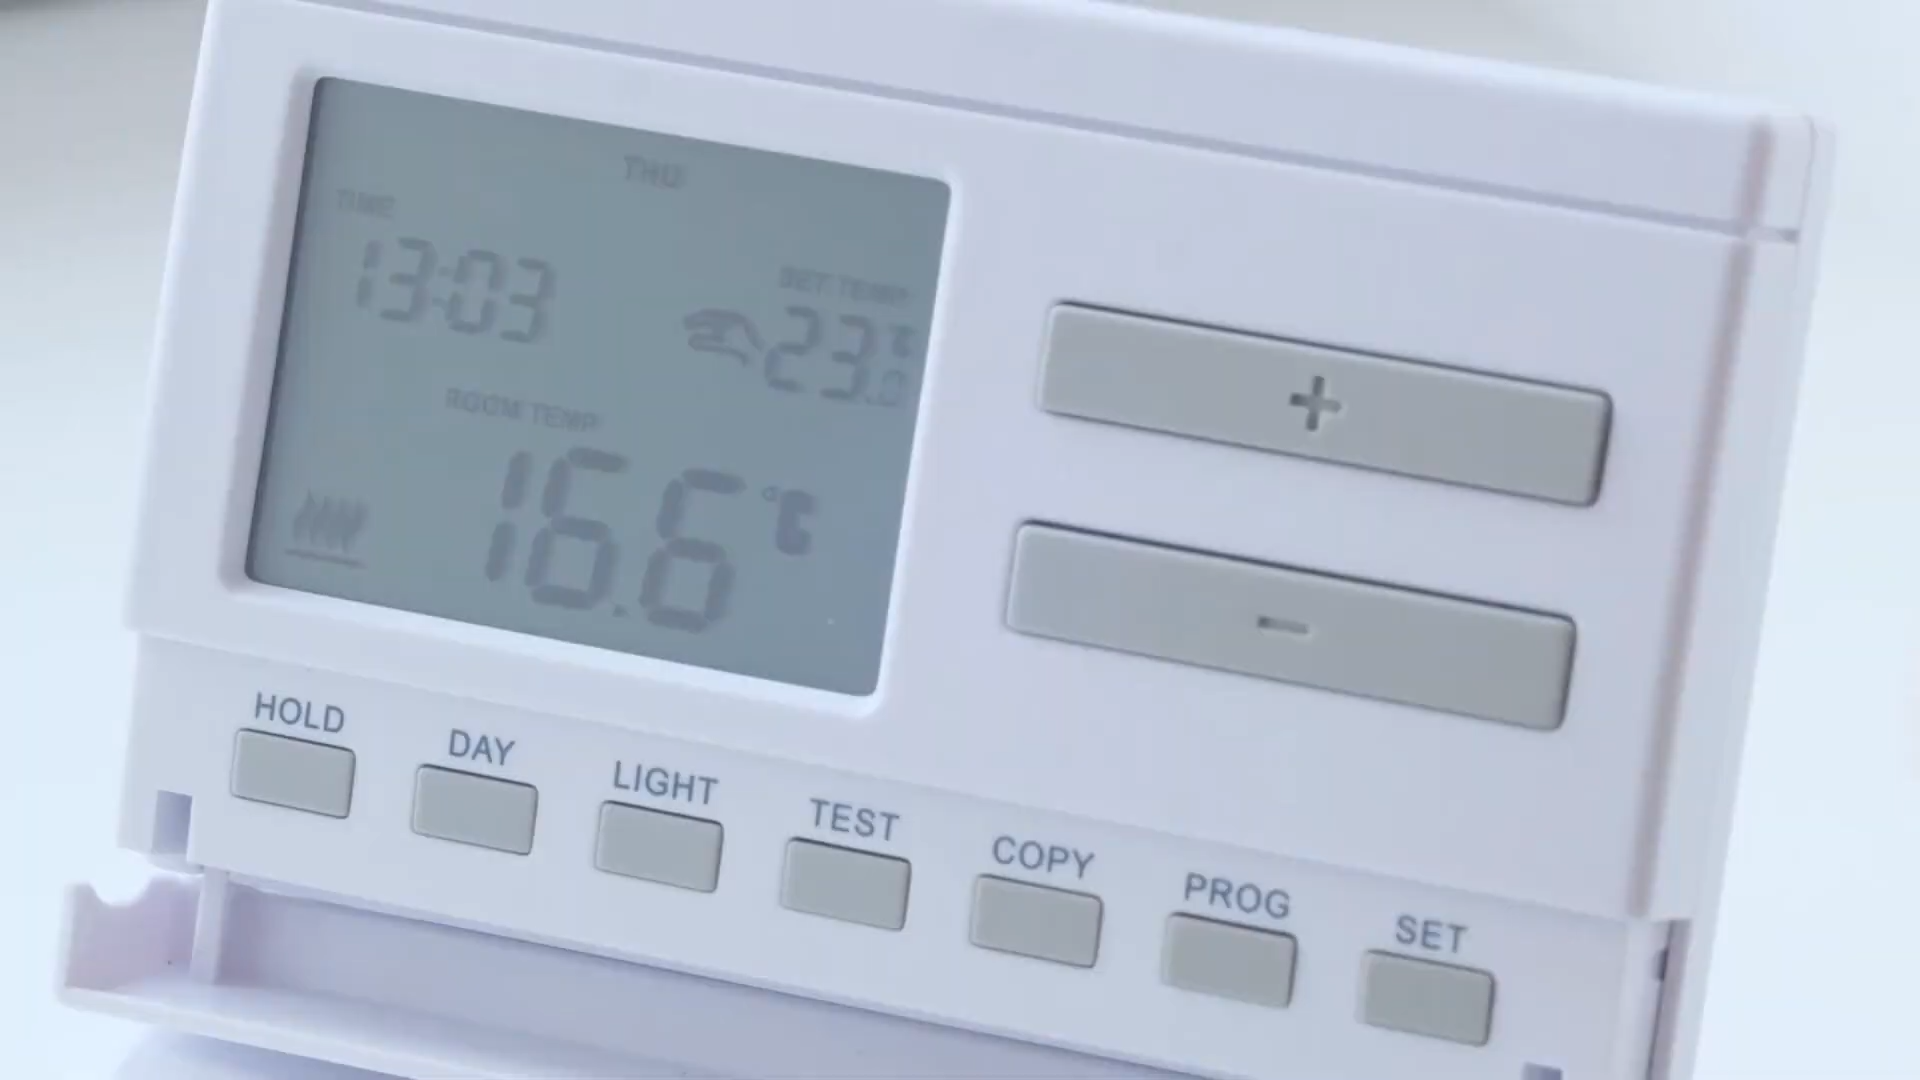 THU
TIME
13:03
SET TEMP
23.0 °C
ROOM TEMP
16.6 °C
+
-
HOLD
DAY
LIGHT
TEST
COPY
PROG
SET